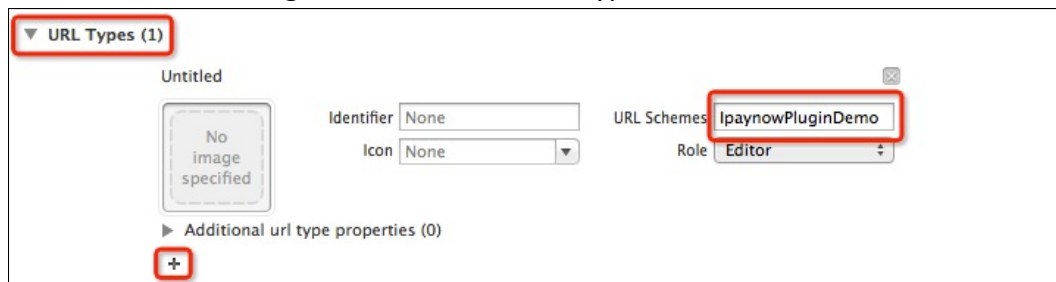 URL Types (1)
Untitled
Identifier None URL Schemes IpaynowPluginDemo
No image specified
Icon None Role Editor
Additional url type properties (0)
+